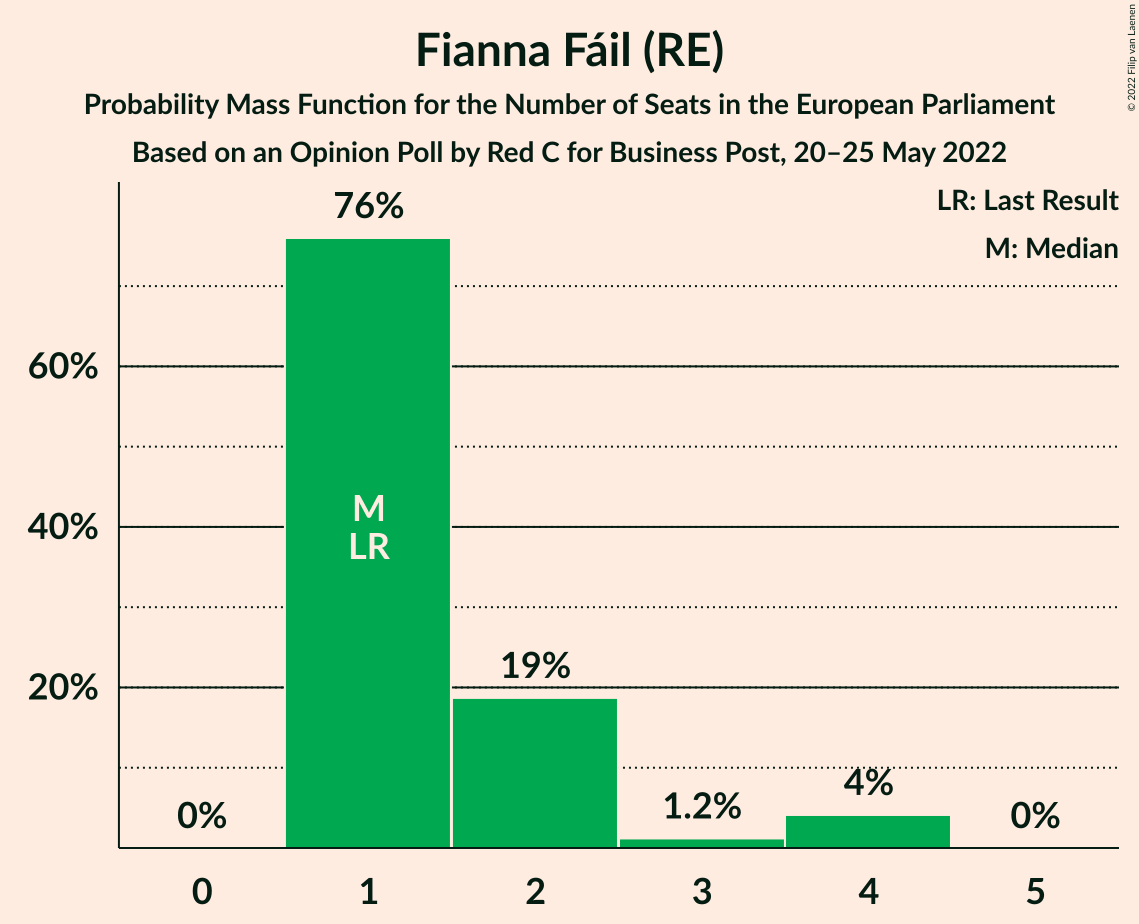 Fianna Fáil (RE)
Probability Mass Function for the Number of Seats in the European Parliament
Based on an Opinion Poll by Red C for Business Post, 20–25 May 2022
© 2022 Filip van Laenen
LR: Last Result
M: Median
76%
60%
40%
20%
M
LR
19%
0%
1.2%
4%
0%
0
1
2
3
4
5